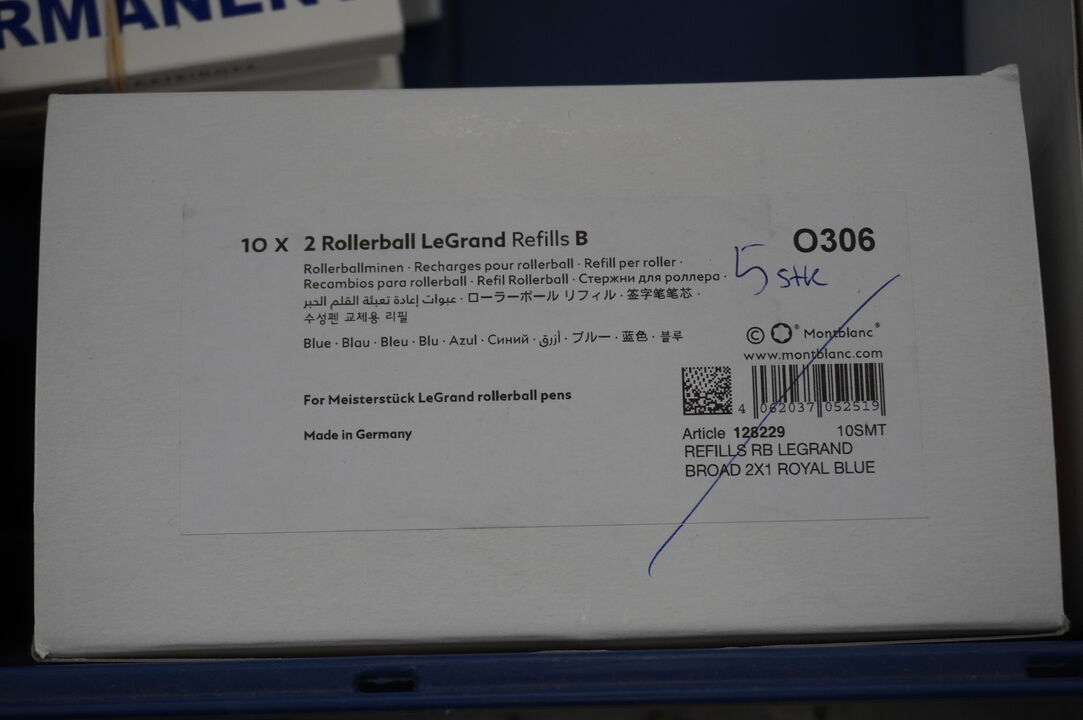 RMANEN
10 X 2 Rollerball LeGrand Refills B
O306
Rollerballminen · Recharges pour rollerball · Refill per roller ·
Recambios para rollerball · Refil Rollerball · Стержни для роллера ·
عبوات إعادة تعبئة القلم الحبر · ローラーボール リフィル · 签字笔笔芯 ·
수성펜 교체용 리필
5 stk
Blue · Blau · Bleu · Blu · Azul · Синий · أزرق · ブルー · 蓝色 · 블루
© Montblanc®
www.montblanc.com
For Meisterstück LeGrand rollerball pens
4 062037 052519
Made in Germany
Article 128229 10SMT
REFILLS RB LEGRAND
BROAD 2X1 ROYAL BLUE